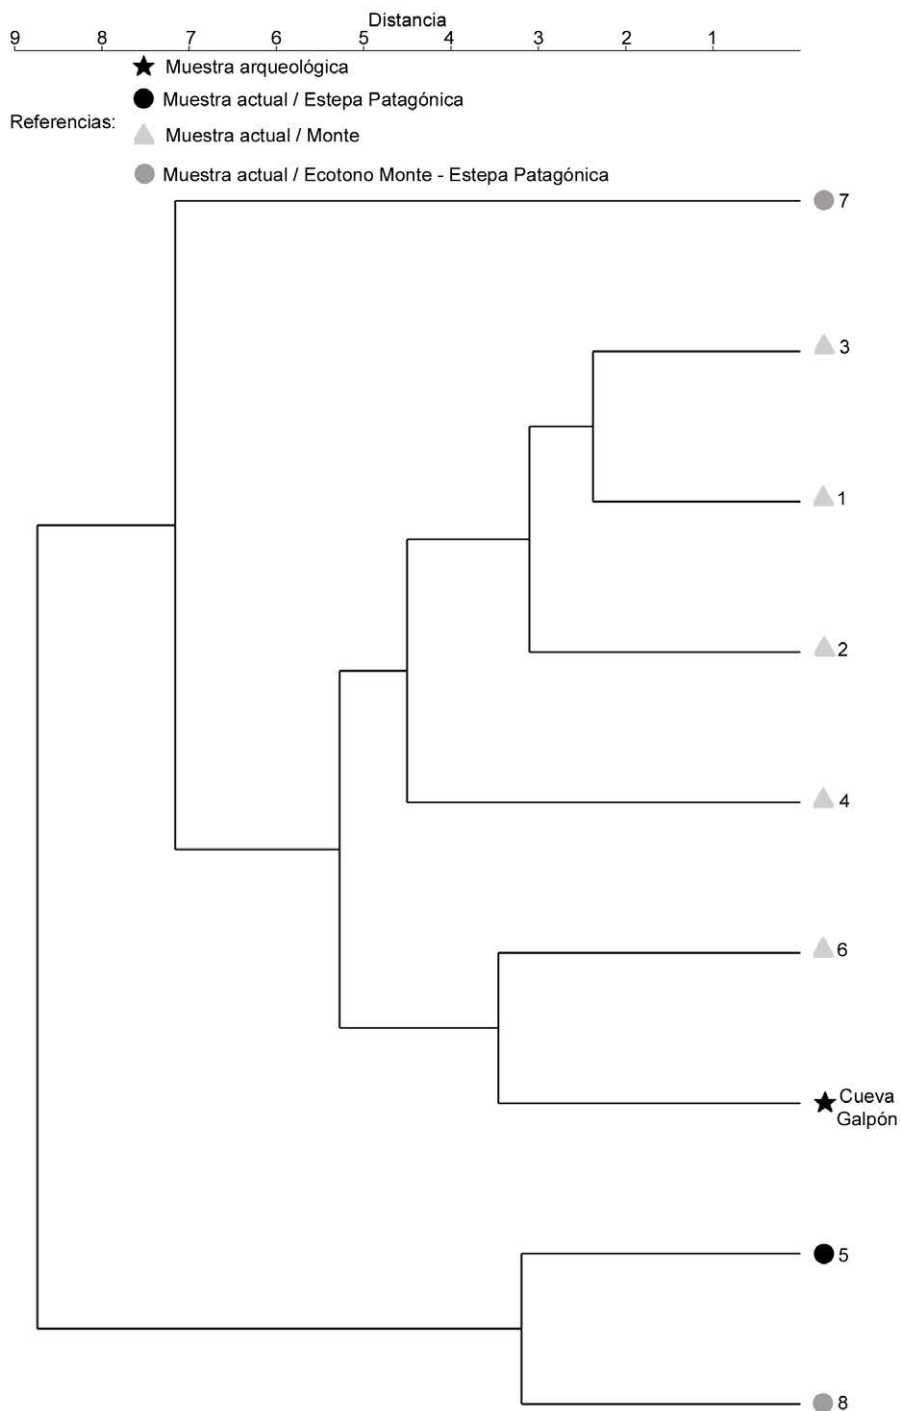 Distancia
9 8 7 6 5 4 3 2 1
Muestra arqueológica
Muestra actual / Estepa Patagónica
Referencias:
Muestra actual / Monte
Muestra actual / Ecotono Monte - Estepa Patagónica
7
3
1
2
4
6
Cueva
Galpón
5
8